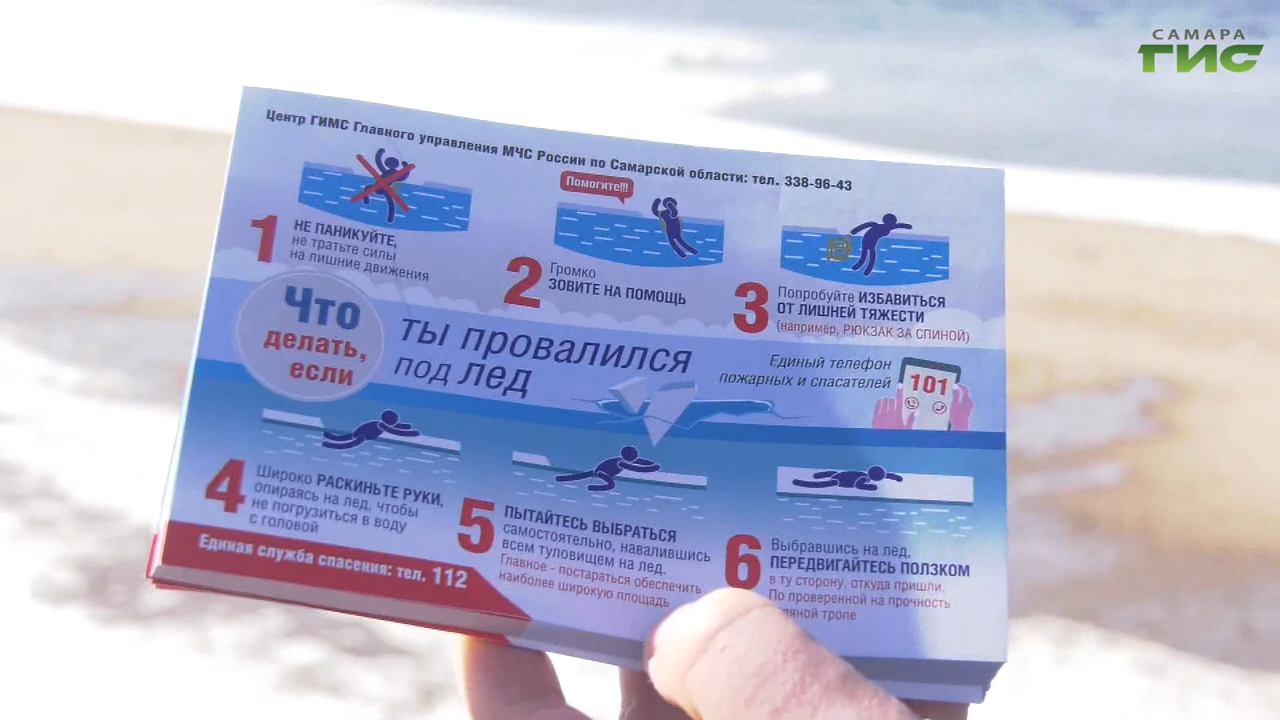 САМАРА
ГИС
Центр ГИМС Главного управления МЧС России по Самарской области: тел. 338-96-43
Помогите!!!
1
НЕ ПАНИКУЙТЕ,
не тратьте силы
на лишние движения
2
Громко
ЗОВИТЕ НА ПОМОЩЬ
3
Попробуйте ИЗБАВИТЬСЯ
ОТ ЛИШНЕЙ ТЯЖЕСТИ
(например, РЮКЗАК ЗА СПИНОЙ)
Что
делать,
если
ты провалился
под лед
Единый телефон
пожарных и спасателей
101
4
Широко РАСКИНЬТЕ РУКИ,
опираясь на лед, чтобы
не погрузиться в воду
с головой
5
ПЫТАЙТЕСЬ ВЫБРАТЬСЯ
самостоятельно, навалившись
всем туловищем на лед.
Главное - постараться обеспечить
наиболее широкую площадь
6
Выбравшись на лед,
ПЕРЕДВИГАЙТЕСЬ ПОЛЗКОМ
в ту сторону, откуда пришли.
По проверенной на прочность
тропе
Единая служба спасения: тел. 112